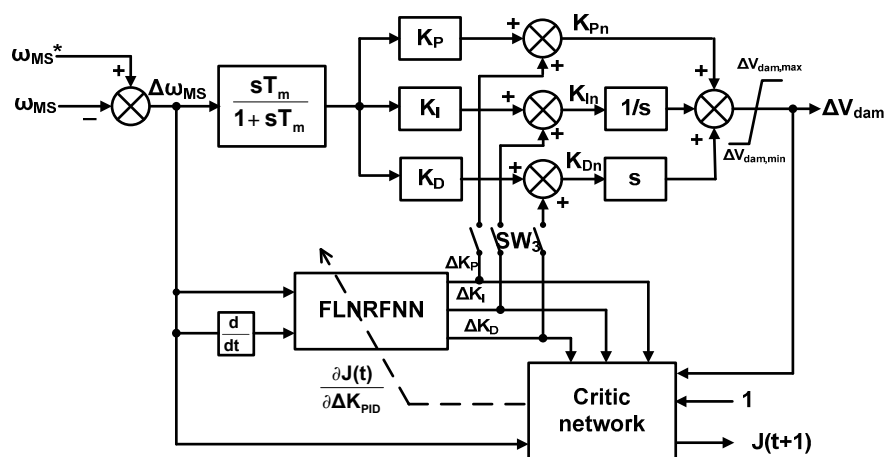 ω_MS*
+
ω_MS
−
Δω_MS
sT_m
1 + sT_m
K_P
+
+
K_Pn
K_I
+
+
K_In
1/s
K_D
+
+
K_Dn
s
+
+
+
ΔV_dam,max
ΔV_dam,min
ΔV_dam
SW_3
ΔK_P
ΔK_I
ΔK_D
FLNRFNN
d
dt
∂J(t)
∂ΔK_PID
Critic
network
1
J(t+1)